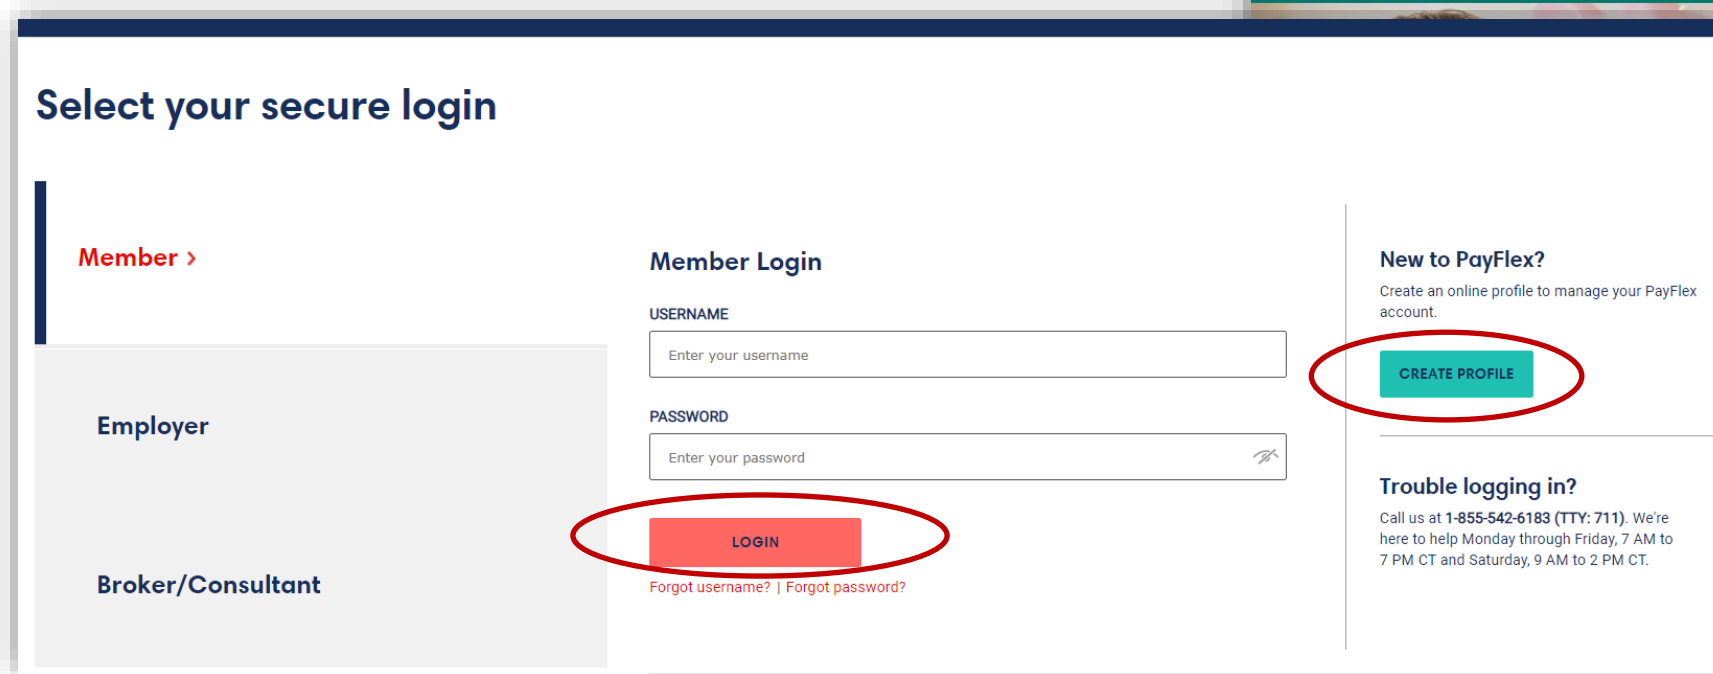 Select your secure login
Member >
Employer
Broker/Consultant
Member Login
USERNAME
Enter your username
PASSWORD
Enter your password
LOGIN
Forgot username? | Forgot password?
New to PayFlex?
Create an online profile to manage your PayFlex
account.
CREATE PROFILE
Trouble logging in?
Call us at 1-855-542-6183 (TTY: 711). We're
here to help Monday through Friday, 7 AM to
7 PM CT and Saturday, 9 AM to 2 PM CT.